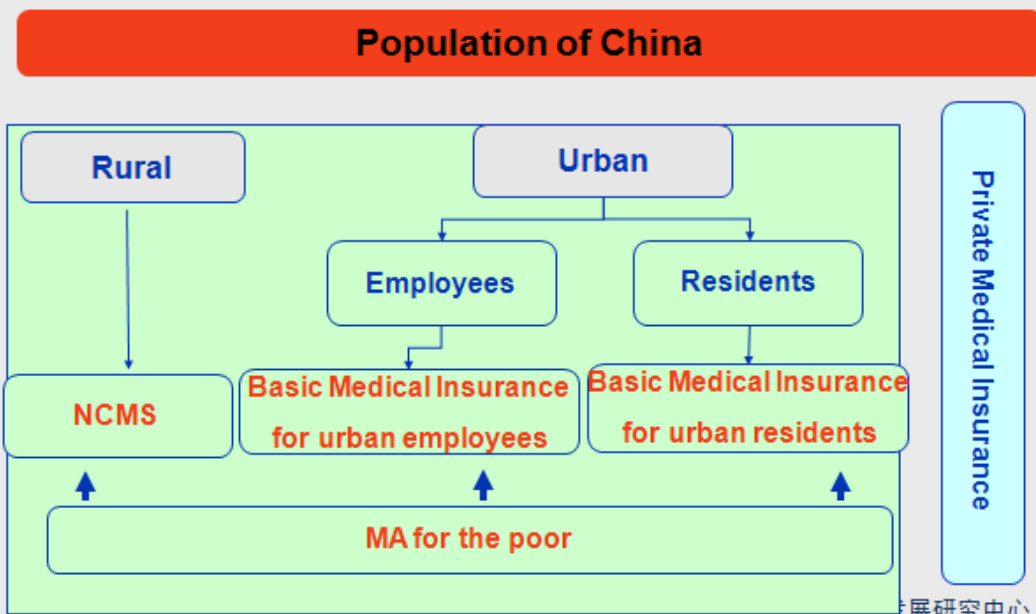 Population of China
Rural
Urban
Employees
Residents
NCMS
Basic Medical Insurance
for urban employees
Basic Medical Insurance
for urban residents
MA for the poor
Private Medical Insurance
展研究中心